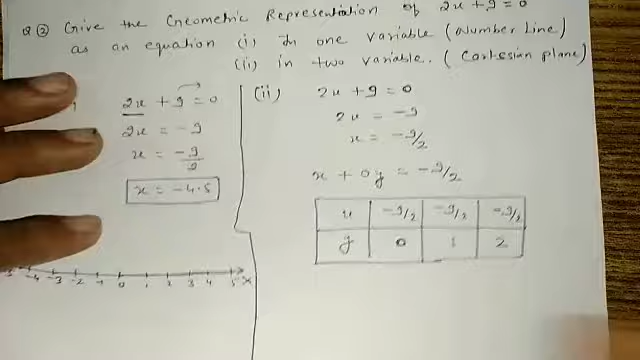 Q② Give the Geometric Representation of 2x + 9 = 0
as an equation (i) In one variable (Number Line)
(ii) in two variable. (Cartesian plane)
2x + 9 = 0
2x = -9
x = -9/2
x = -4.5
-4 -3 -2 -1 0 1 2 3 4 5 x
(ii) 2x + 9 = 0
2x = -9
x = -9/2
x + 0y = -9/2
x -9/2 -9/2 -9/2
y 0 1 2